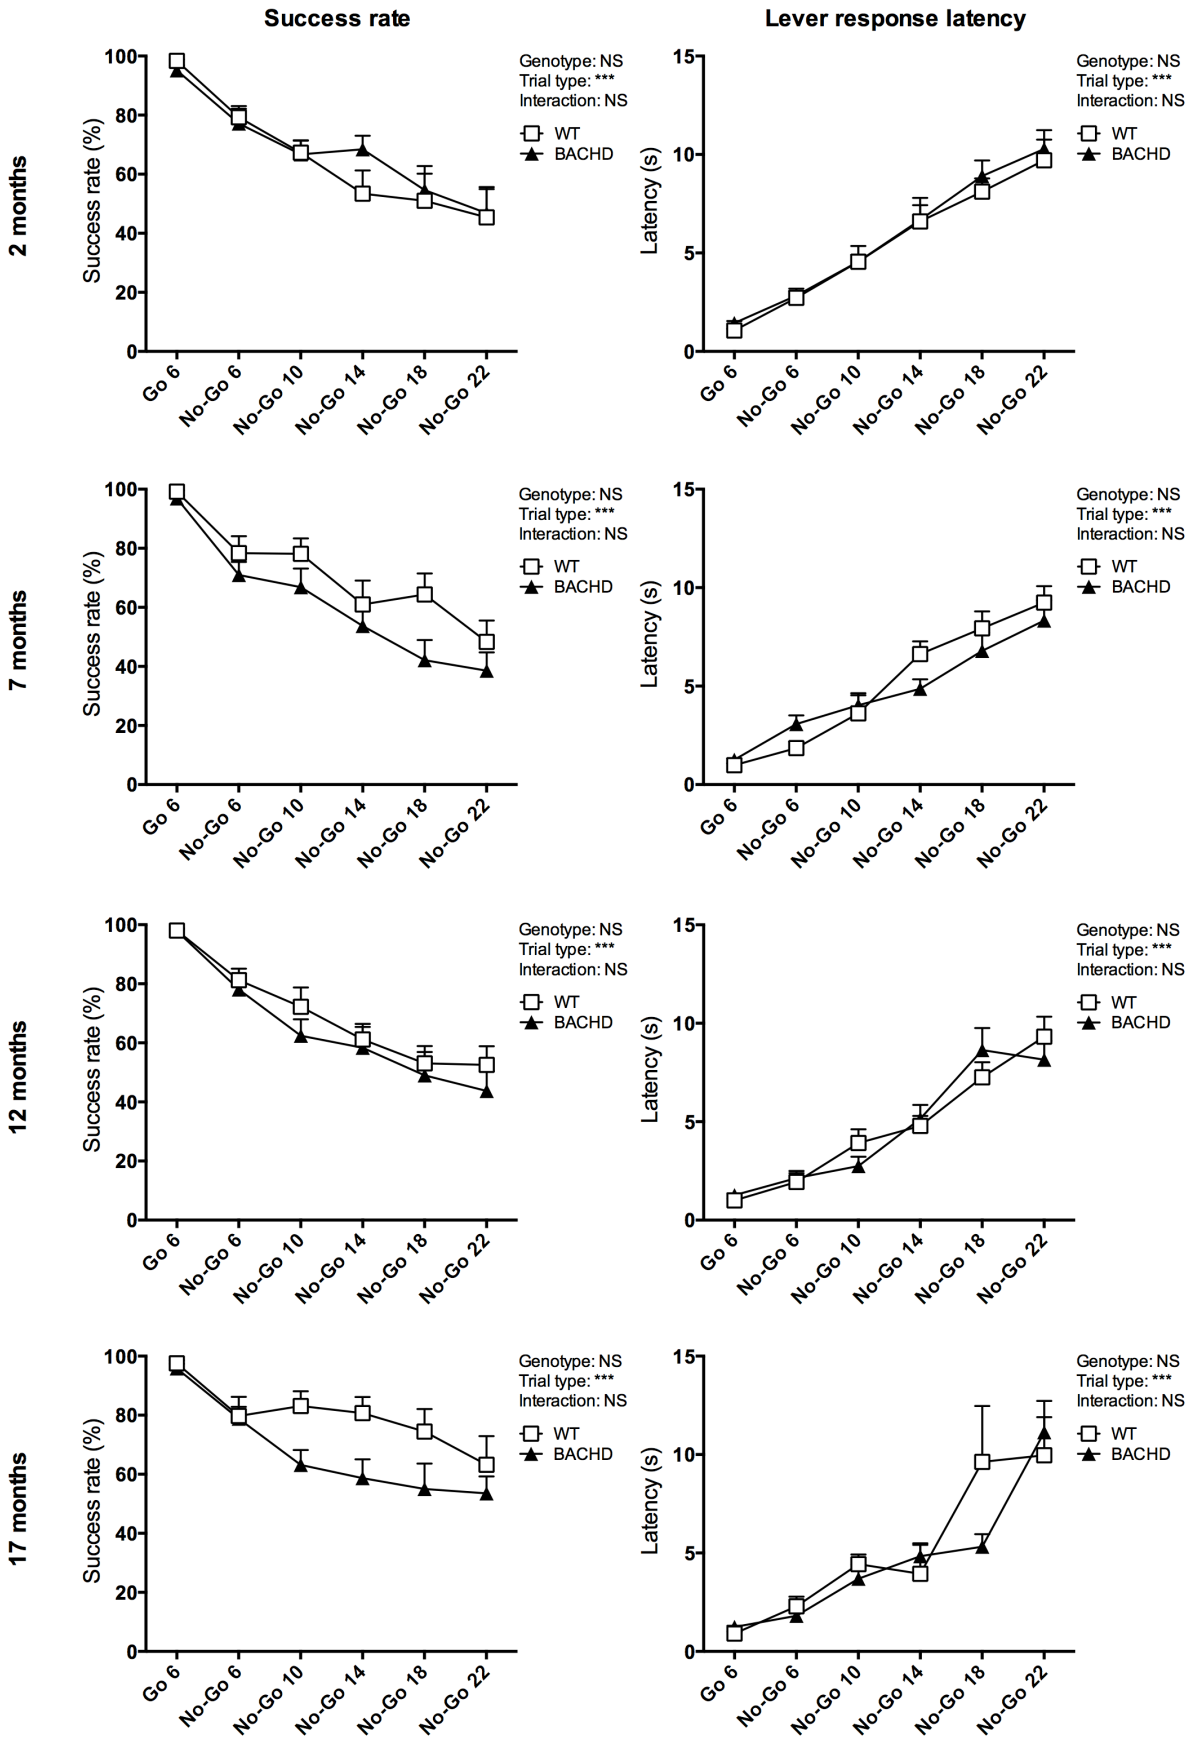 Success rate
Lever response latency
2 months
Success rate (%)
100
80
60
40
20
0
Go 6
No-Go 6
No-Go 10
No-Go 14
No-Go 18
No-Go 22
Genotype: NS
Trial type: ***
Interaction: NS
WT
BACHD
Latency (s)
15
10
5
0
Go 6
No-Go 6
No-Go 10
No-Go 14
No-Go 18
No-Go 22
Genotype: NS
Trial type: ***
Interaction: NS
WT
BACHD
7 months
Success rate (%)
100
80
60
40
20
0
Go 6
No-Go 6
No-Go 10
No-Go 14
No-Go 18
No-Go 22
Genotype: NS
Trial type: ***
Interaction: NS
WT
BACHD
Latency (s)
15
10
5
0
Go 6
No-Go 6
No-Go 10
No-Go 14
No-Go 18
No-Go 22
Genotype: NS
Trial type: ***
Interaction: NS
WT
BACHD
12 months
Success rate (%)
100
80
60
40
20
0
Go 6
No-Go 6
No-Go 10
No-Go 14
No-Go 18
No-Go 22
Genotype: NS
Trial type: ***
Interaction: NS
WT
BACHD
Latency (s)
15
10
5
0
Go 6
No-Go 6
No-Go 10
No-Go 14
No-Go 18
No-Go 22
Genotype: NS
Trial type: ***
Interaction: NS
WT
BACHD
17 months
Success rate (%)
100
80
60
40
20
0
Go 6
No-Go 6
No-Go 10
No-Go 14
No-Go 18
No-Go 22
Genotype: NS
Trial type: ***
Interaction: NS
WT
BACHD
Latency (s)
15
10
5
0
Go 6
No-Go 6
No-Go 10
No-Go 14
No-Go 18
No-Go 22
Genotype: NS
Trial type: ***
Interaction: NS
WT
BACHD